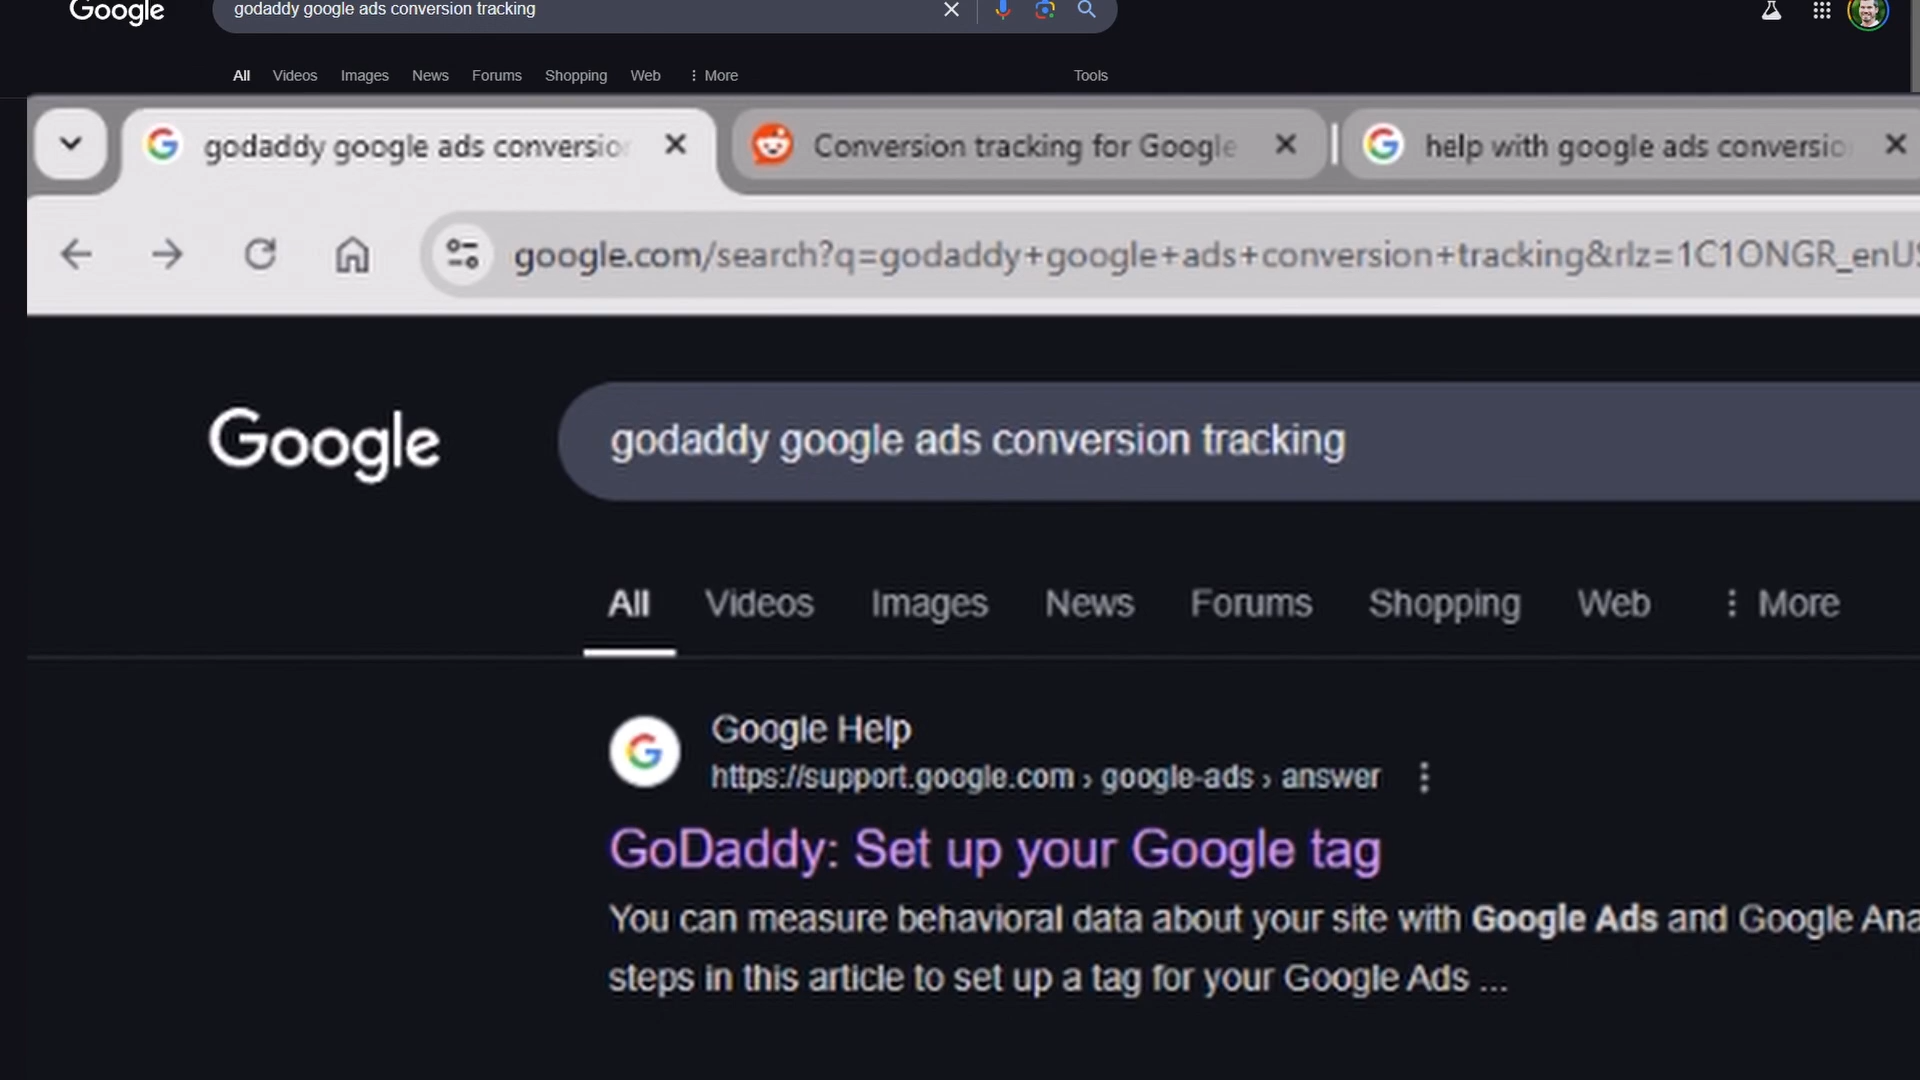 Google
godaddy google ads conversion tracking
All Videos Images News Forums Shopping Web More Tools
godaddy google ads conversio
Conversion tracking for Google
help with google ads conversio
google.com/search?q=godaddy+google+ads+conversion+tracking&rlz=1C1ONGR_enUS
Google
godaddy google ads conversion tracking
All Videos Images News Forums Shopping Web More
Google Help
https://support.google.com › google-ads › answer
GoDaddy: Set up your Google tag
You can measure behavioral data about your site with Google Ads and Google Ana
steps in this article to set up a tag for your Google Ads ...